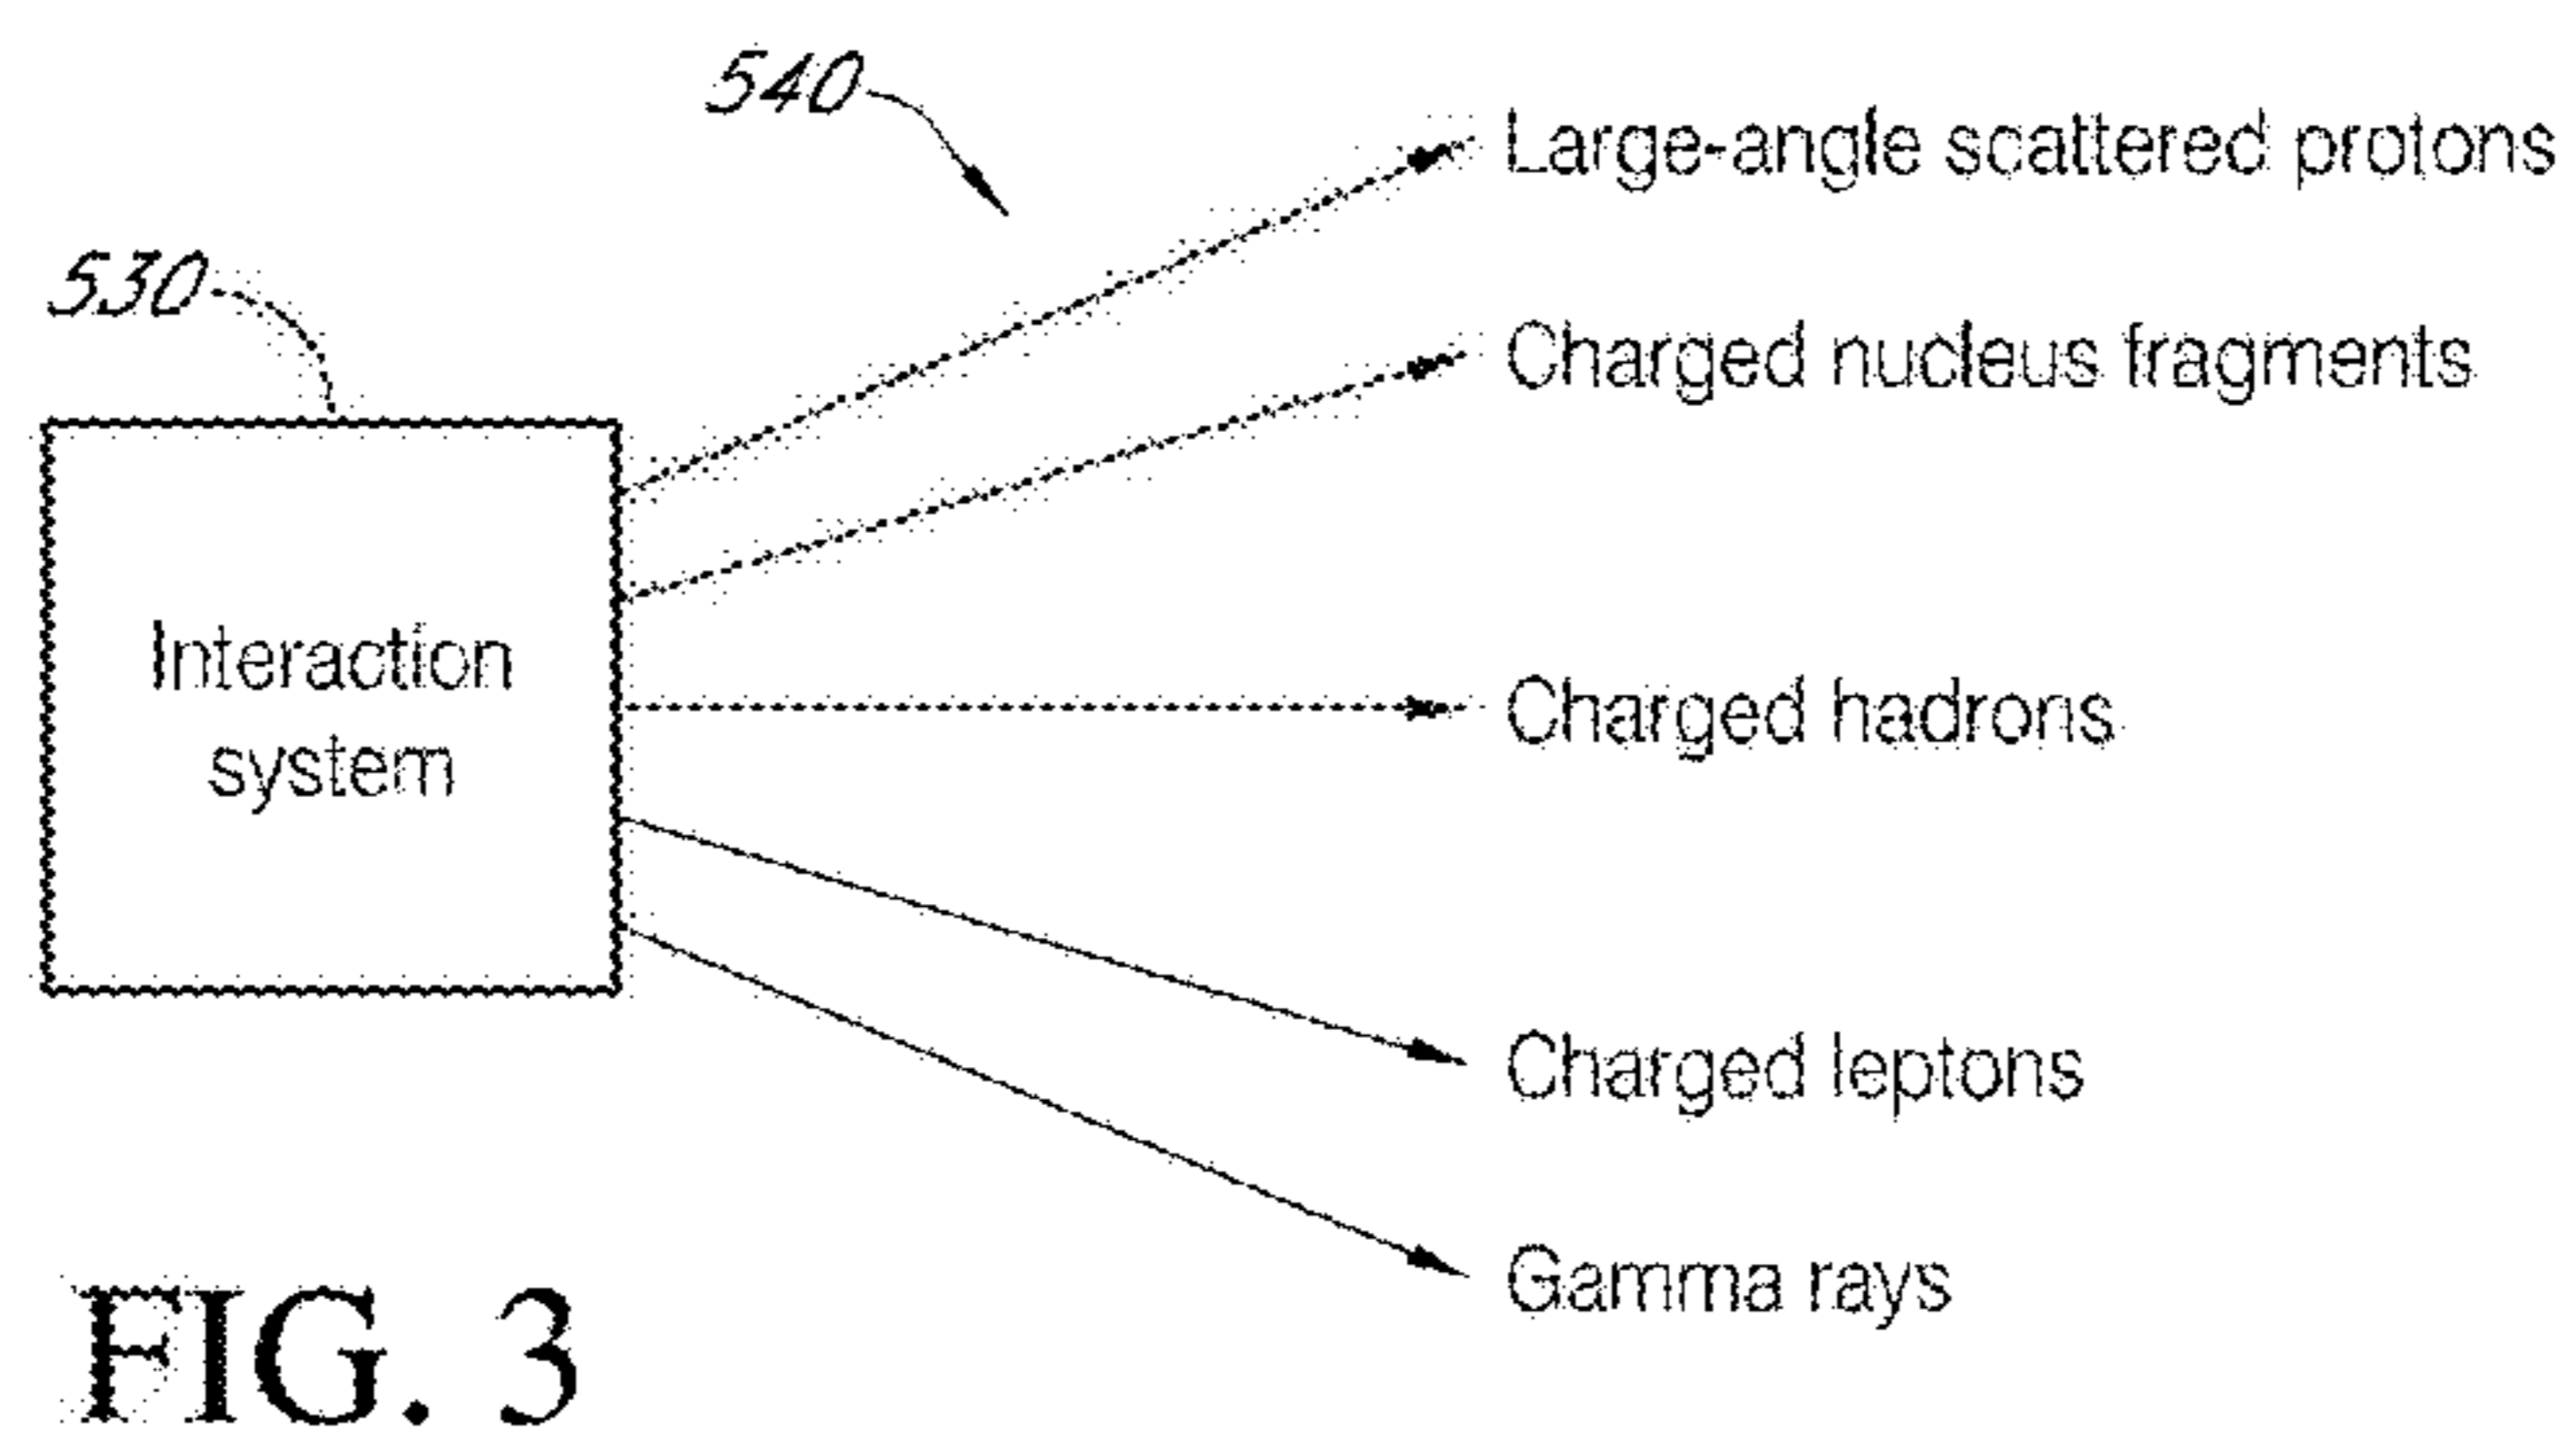 540
Large-angle scattered protons
530
Charged nucleus fragments
Interaction
system
Charged hadrons
Charged leptons
Gamma rays
FIG. 3